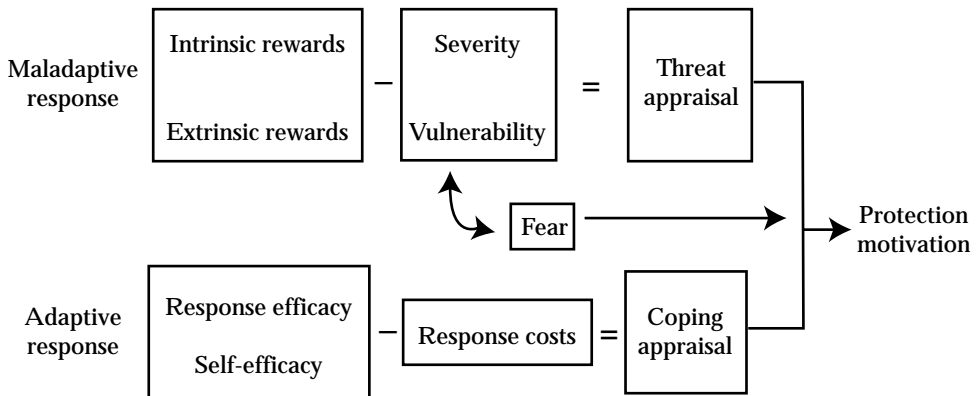 Intrinsic rewards
Severity
Maladaptive
response
−
=
Threat
appraisal
Extrinsic rewards
Vulnerability
Fear
Protection
motivation
Response efficacy
Adaptive
response
−
Response costs
=
Coping
appraisal
Self-efficacy